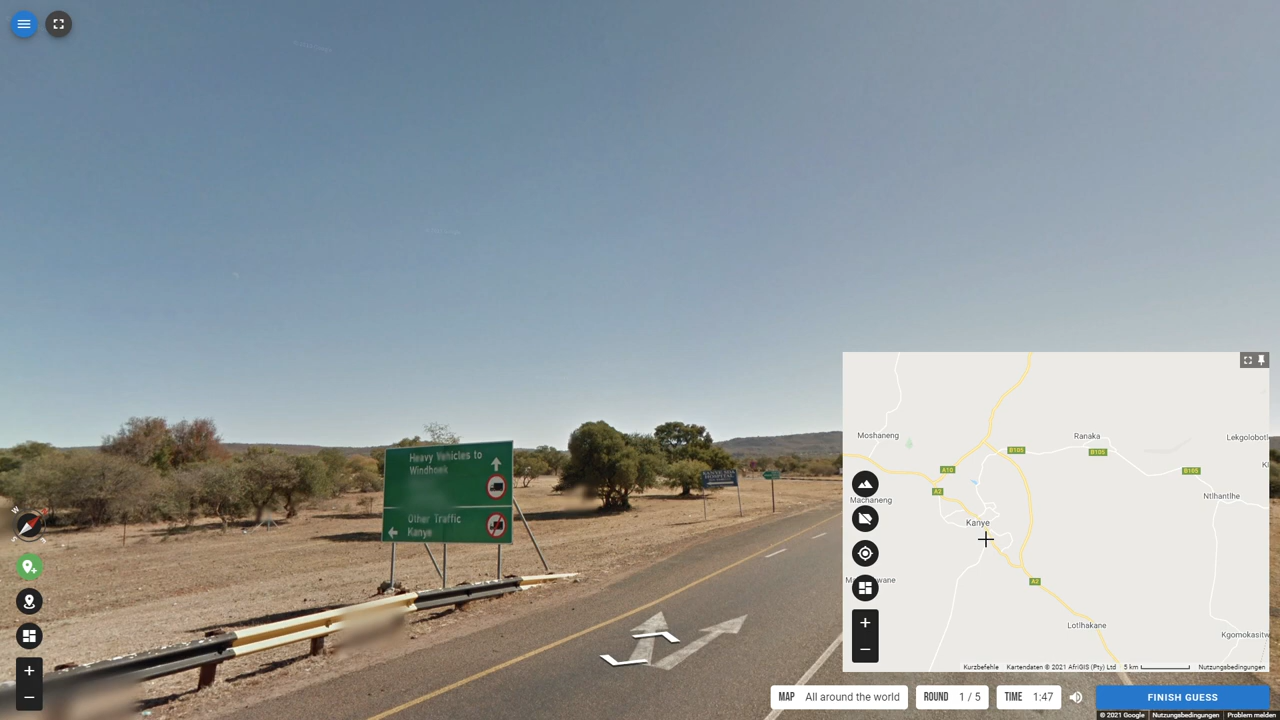 Heavy Vehicles to
Windhoek
Other Traffic
Kanye
W
S
E
Moshaneng
Ranaka
B105
B105
Lekgolobotl
A10
B105
A2
Machaneng
Ntlhantlhe
Kanye
A2
Lotlhakane
Kgomokasitw
Kurzbefehle
Kartendaten © 2021 AfriGIS (Pty) Ltd
5 km
Nutzungsbedingungen
MAP All around the world
ROUND 1 / 5
TIME 1:47
FINISH GUESS
© 2021 Google
Nutzungsbedingungen
Problem melden